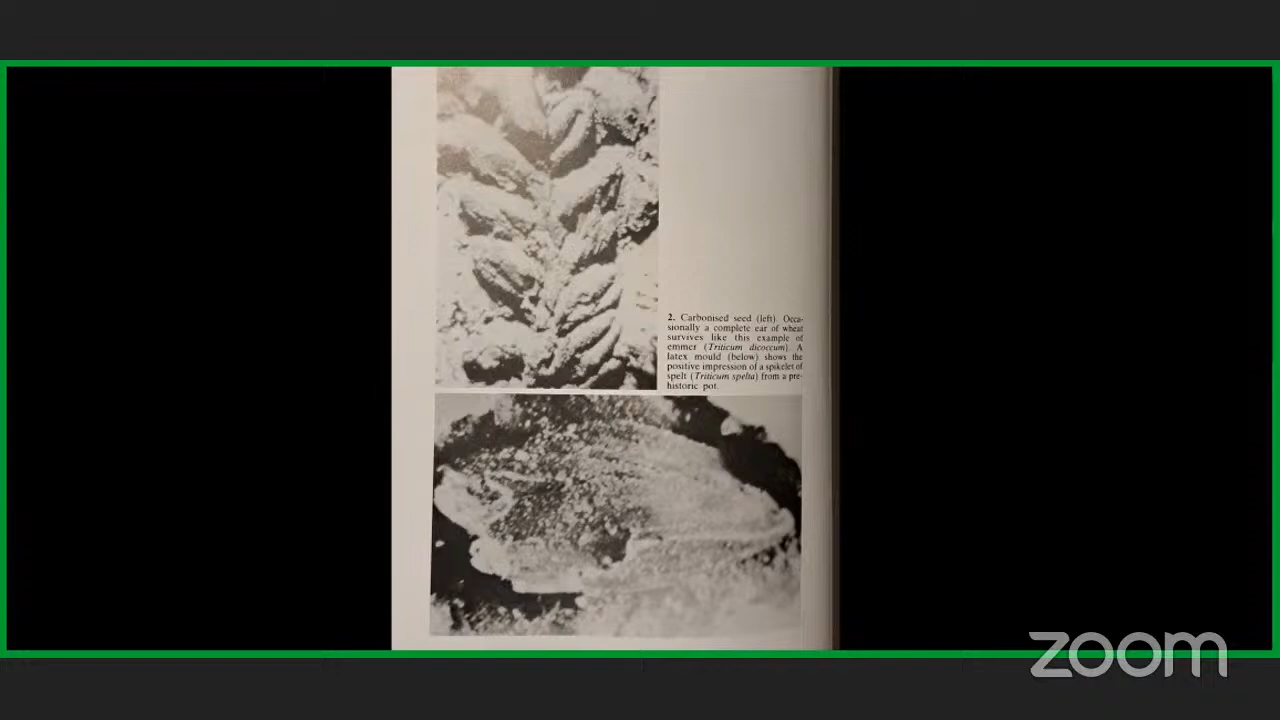 2. Carbonised seed (left). Occa-
sionally a complete ear of wheat
survives like this example of
emmer (Triticum dicoccum). A
latex mould (below) shows the
positive impression of a spikelet of
spelt (Triticum spelta) from a pre-
historic pot.
zoom